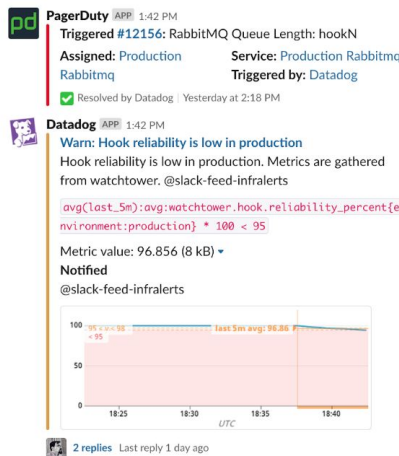 pd PagerDuty APP 1:42 PM
Triggered #12156: RabbitMQ Queue Length: hookN
Assigned: Production Rabbitmq
Service: Production Rabbitmq
Triggered by: Datadog
Resolved by Datadog | Yesterday at 2:18 PM
Datadog APP 1:42 PM
Warn: Hook reliability is low in production
Hook reliability is low in production. Metrics are gathered
from watchtower. @slack-feed-infralerts
avg(last_5m):avg:watchtower.hook.reliability_percent{e
nvironment:production} * 100 < 95
Metric value: 96.856 (8 kB)
Notified
@slack-feed-infralerts
100
95 <= x < 98
last 5m avg: 96.86
< 95
50
0
18:25 18:30 18:35 18:40
UTC
2 replies Last reply 1 day ago